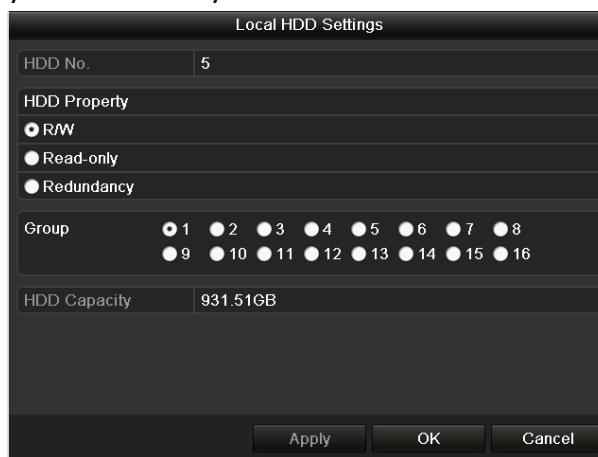 Local HDD Settings
HDD No. 5
HDD Property
R/W
Read-only
Redundancy
Group 1 2 3 4 5 6 7 8
9 10 11 12 13 14 15 16
HDD Capacity 931.51GB
Apply OK Cancel